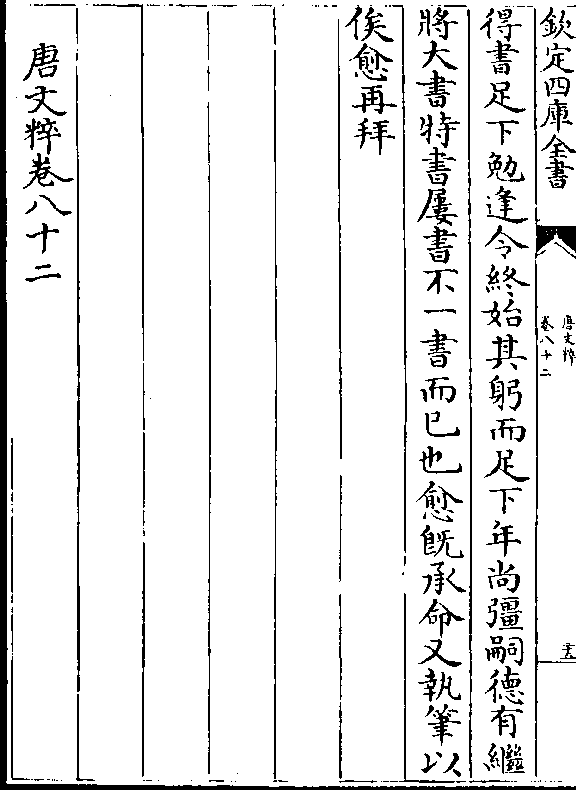 欽定四庫全書
唐文粹
卷八十二
得書足下勉逢令終始其躬而足下年尚彊嗣德有繼
將大書特書屢書不一書而已也愈既承命又執筆以
俟愈再拜
唐文粹卷八十二